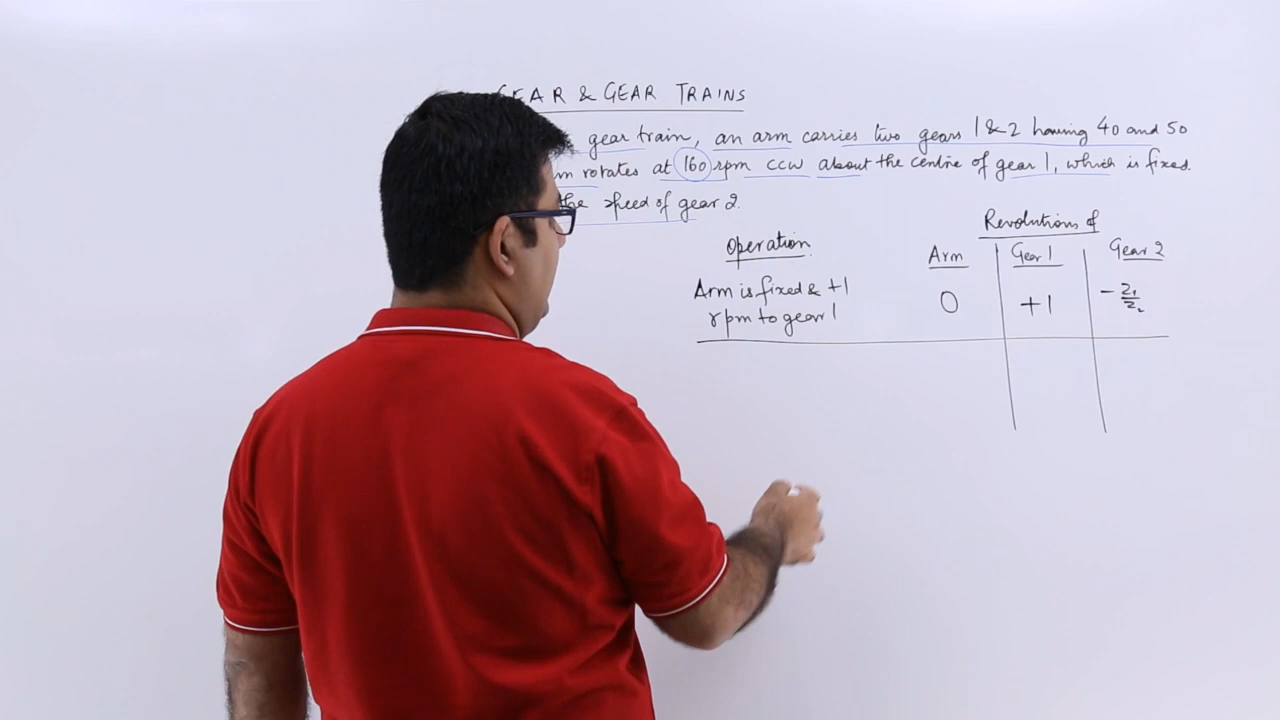 GEAR & GEAR TRAINS
gear train, an arm carries two gears 1 & 2 having 40 and 50
rotates at 160 rpm ccw about the centre of gear 1, which is fixed.
the speed of gear 2.
Revolutions of
Operation Arm Gear 1 Gear 2
Arm is fixed & +1 0 +1 - Z₁/Z₂
rpm to gear 1